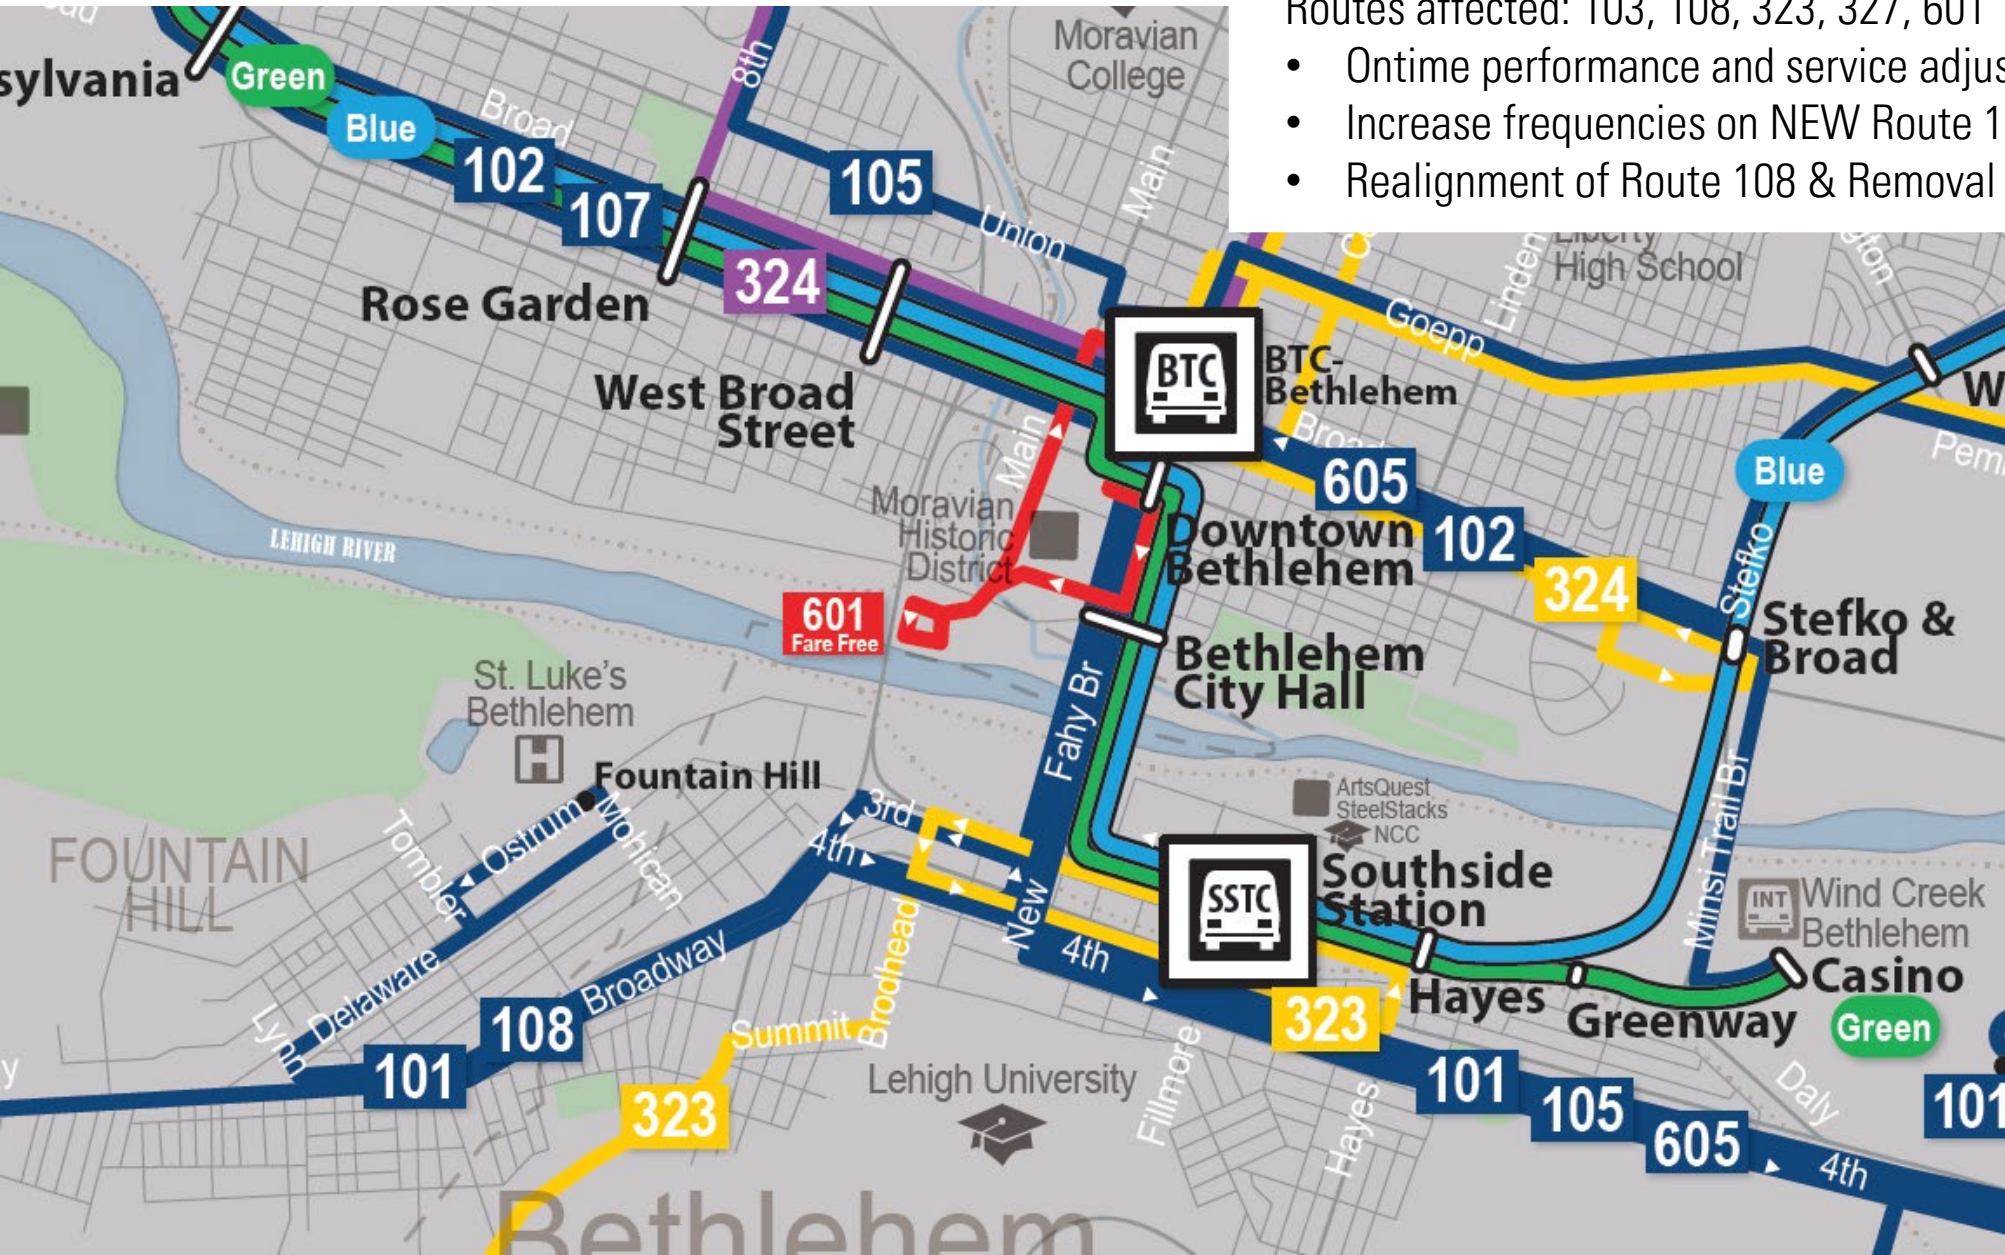 Routes affected: 103, 108, 323, 327, 601
• Ontime performance and service adjus
• Increase frequencies on NEW Route 1
• Realignment of Route 108 & Removal
Moravian
College
8th
sylvania
Green
Blue
Broad
102
107
105
Union
Main
324
Rose Garden
West Broad
Street
Liberty
High School
Linden
Goepp
BTC
BTC-
Bethlehem
Broad
605
102
324
Blue
Stefko
Stefko &
Broad
W
Pem
Main
Moravian
Historic
District
Downtown
Bethlehem
601
Fare Free
LEHIGH RIVER
Bethlehem
City Hall
Fahy Br
St. Luke's
Bethlehem
H
Fountain Hill
FOUNTAIN
HILL
Tombler
Ostrum
Mohican
3rd
4th
New
4th
Brodhead
Summit
Broadway
Delaware
Lynn
108
101
323
y
ArtsQuest
SteelStacks
NCC
SSTC
Southside
Station
Minsi Trail Br
INT
Wind Creek
Bethlehem
Casino
Green
Hayes
Greenway
323
Lehigh University
Fillmore
Hayes
101
105
605
4th
Daly
101
Bethlehem